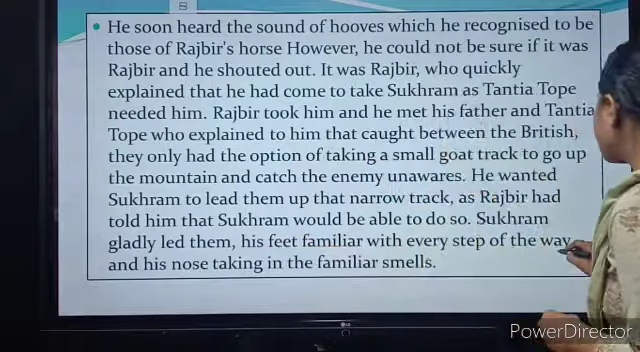 • He soon heard the sound of hooves which he recognised to be
those of Rajbir's horse However, he could not be sure if it was
Rajbir and he shouted out. It was Rajbir, who quickly
explained that he had come to take Sukhram as Tantia Tope
needed him. Rajbir took him and he met his father and Tantia
Tope who explained to him that caught between the British,
they only had the option of taking a small goat track to go up
the mountain and catch the enemy unawares. He wanted
Sukhram to lead them up that narrow track, as Rajbir had
told him that Sukhram would be able to do so. Sukhram
gladly led them, his feet familiar with every step of the way
and his nose taking in the familiar smells.
LG
PowerDirector